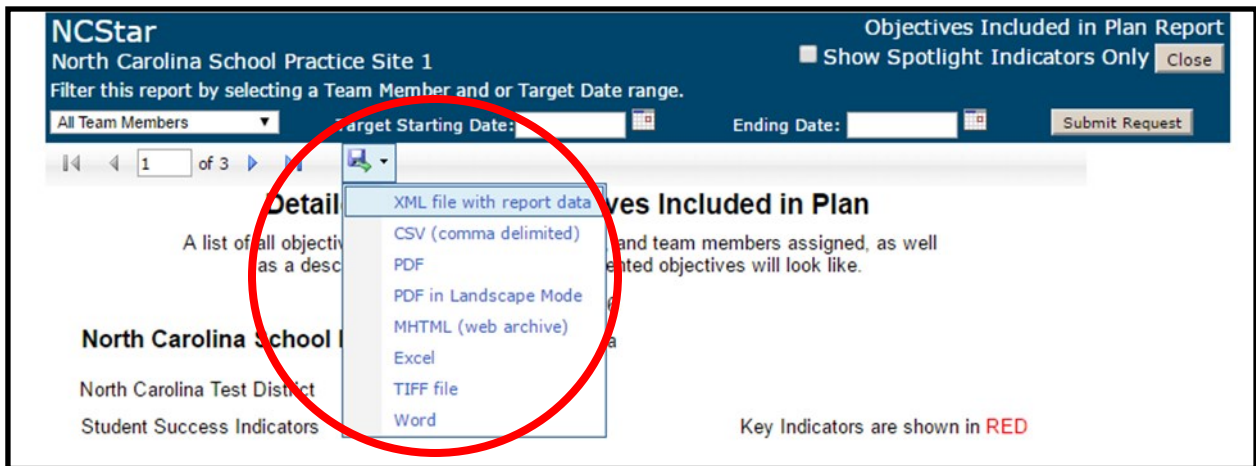 NCStar
Objectives Included in Plan Report
North Carolina School Practice Site 1
Show Spotlight Indicators Only Close
Filter this report by selecting a Team Member and or Target Date range.
All Team Members Target Starting Date: Ending Date: Submit Request
1 of 3
XML file with report data
CSV (comma delimited)
PDF
PDF in Landscape Mode
MHTML (web archive)
Excel
TIFF file
Word
Included in Plan
A list of all and team members assigned, as well
as a objectives will look like.
North Carolina School
North Carolina Test District
Student Success Indicators
Key Indicators are shown in RED